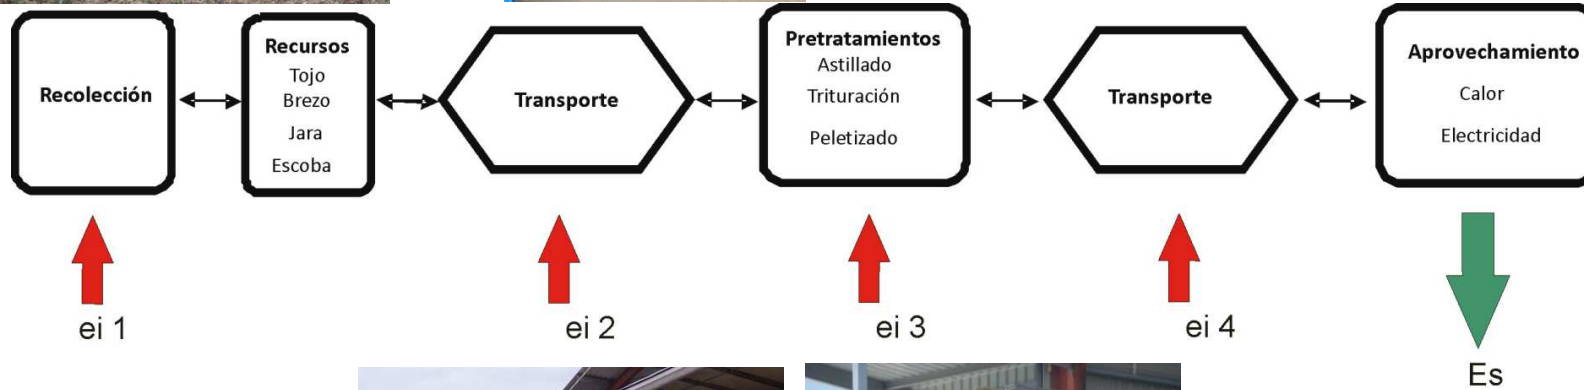 Recolección
Recursos
Tojo
Brezo
Jara
Escoba
Transporte
Pretratamientos
Astillado
Trituración
Peletizado
Transporte
Aprovechamiento
Calor
Electricidad
ei 1
ei 2
ei 3
ei 4
Es